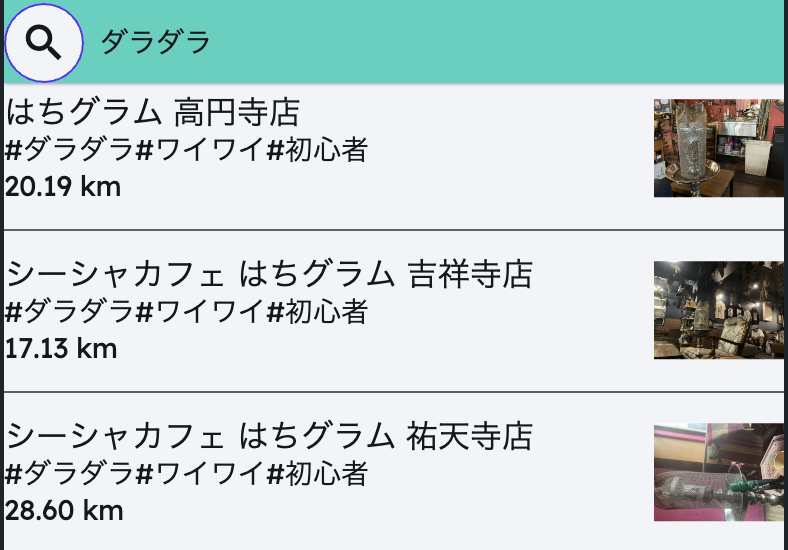 ダラダラ
はちグラム 高円寺店
#ダラダラ#ワイワイ#初心者
20.19 km
シーシャカフェ はちグラム 吉祥寺店
#ダラダラ#ワイワイ#初心者
17.13 km
シーシャカフェ はちグラム 祐天寺店
#ダラダラ#ワイワイ#初心者
28.60 km